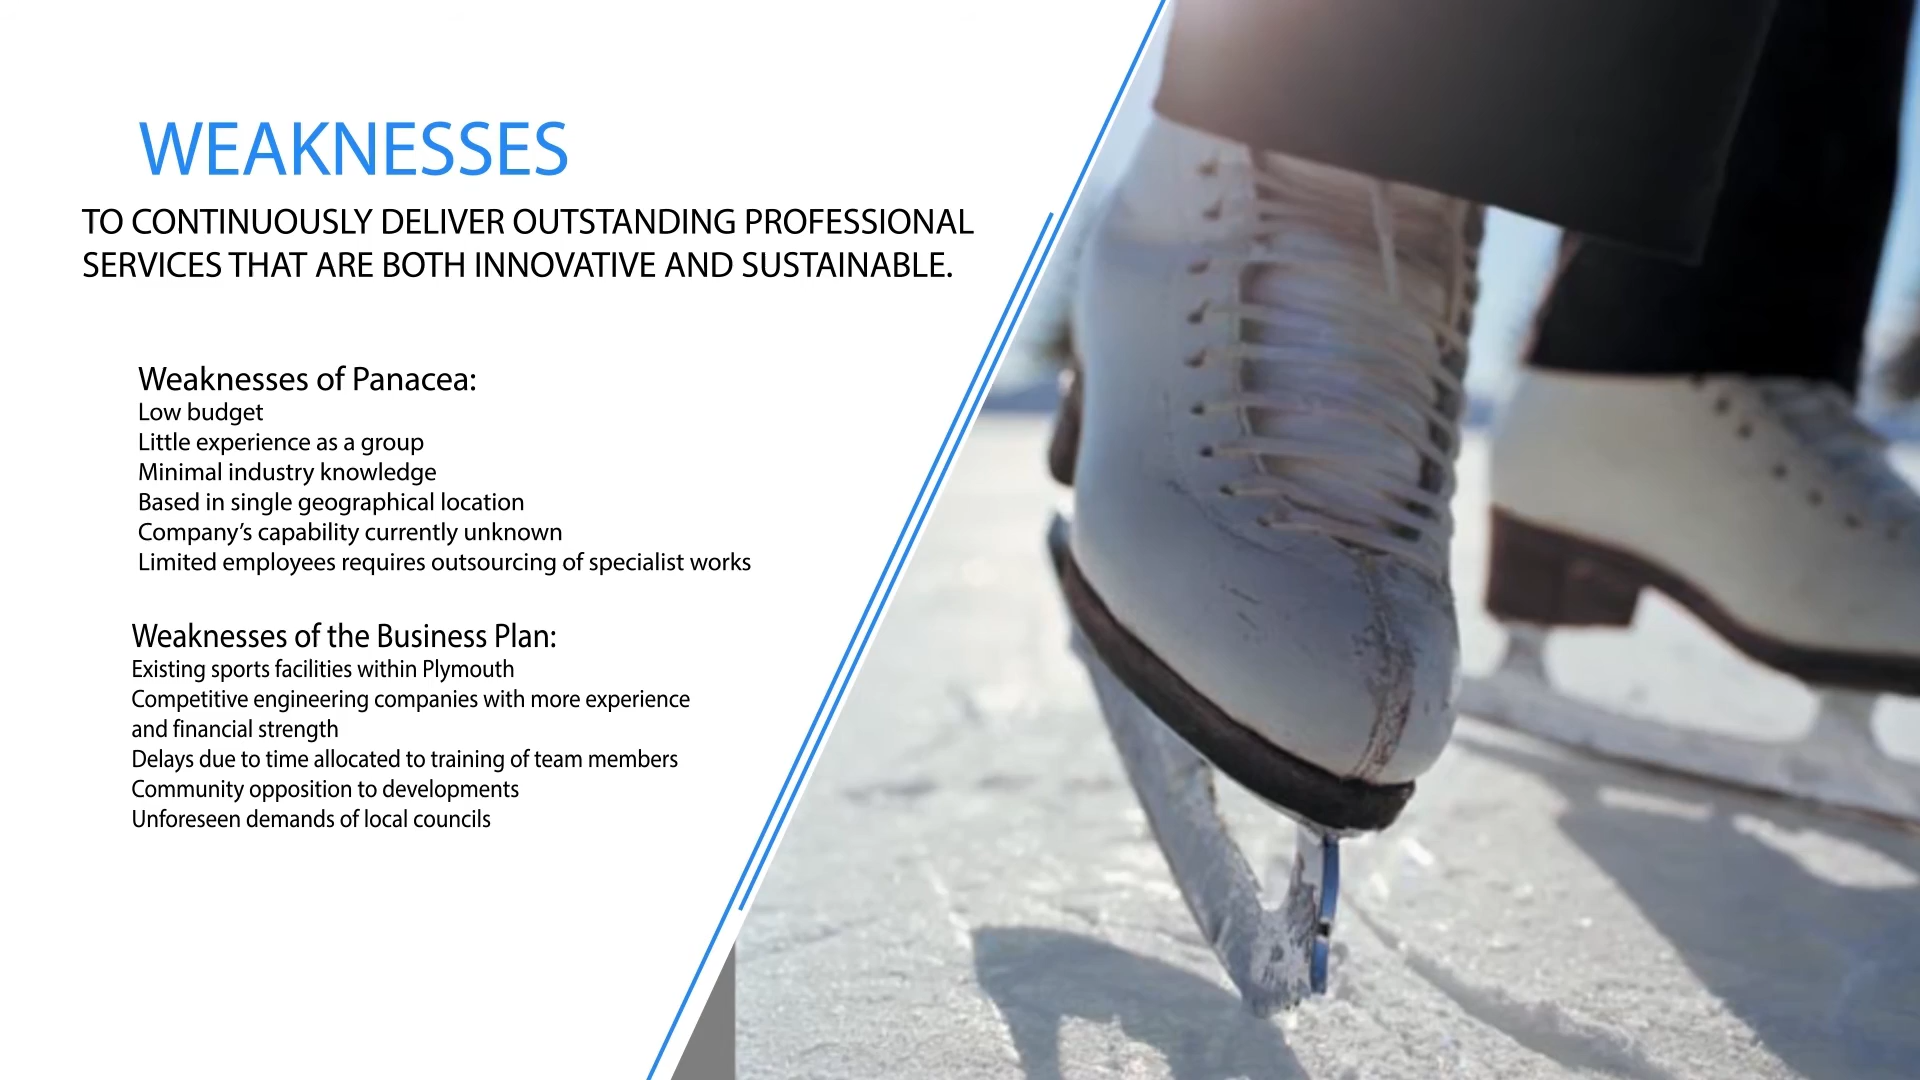 WEAKNESSES
TO CONTINUOUSLY DELIVER OUTSTANDING PROFESSIONAL
SERVICES THAT ARE BOTH INNOVATIVE AND SUSTAINABLE.
Weaknesses of Panacea:
Low budget
Little experience as a group
Minimal industry knowledge
Based in single geographical location
Company’s capability currently unknown
Limited employees requires outsourcing of specialist works
Weaknesses of the Business Plan:
Existing sports facilities within Plymouth
Competitive engineering companies with more experience
and financial strength
Delays due to time allocated to training of team members
Community opposition to developments
Unforeseen demands of local councils